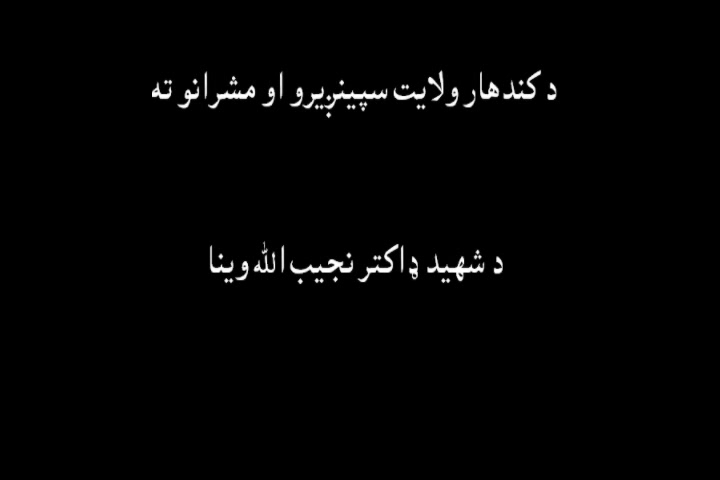 د کندهار ولایت سپینږیرو او مشرانو ته
د شهید ډاکتر نجیب الله وینا